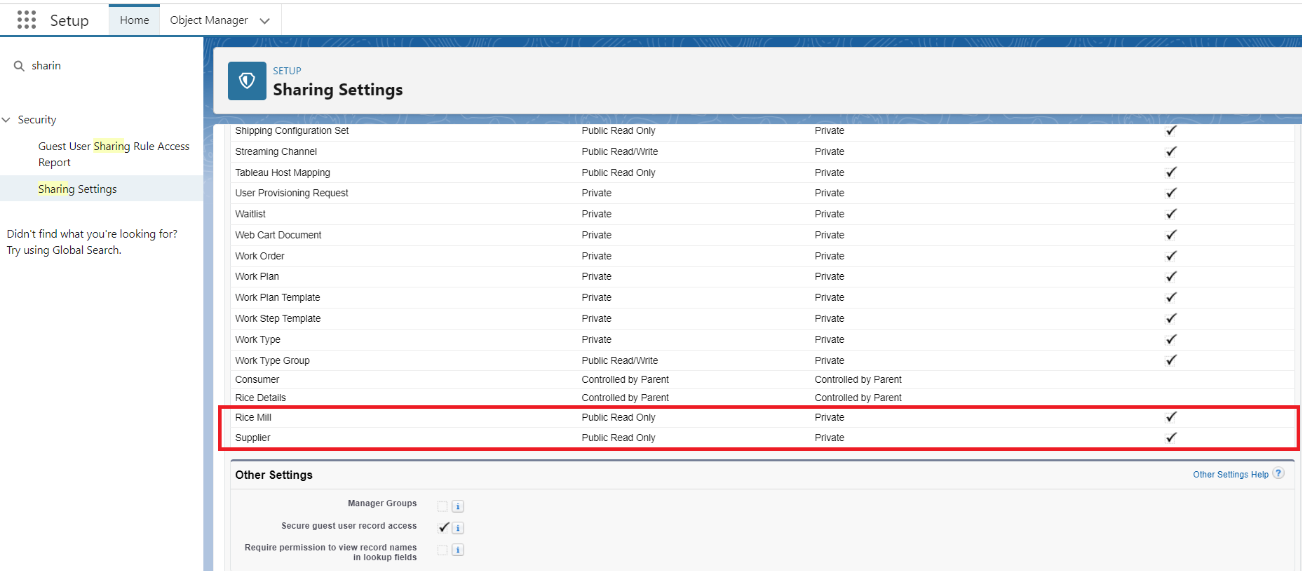 Setup Home Object Manager
sharin
Security
Guest User Sharing Rule Access
Report
Sharing Settings
Didn't find what you're looking for?
Try using Global Search.
SETUP
Sharing Settings
Shipping Configuration Set Public Read Only Private
Streaming Channel Public Read/Write Private
Tableau Host Mapping Public Read Only Private
User Provisioning Request Private Private
Waitlist Private Private
Web Cart Document Private Private
Work Order Private Private
Work Plan Private Private
Work Plan Template Private Private
Work Step Template Private Private
Work Type Private Private
Work Type Group Public Read/Write Private
Consumer Controlled by Parent Controlled by Parent
Rice Details Controlled by Parent Controlled by Parent
Rice Mill Public Read Only Private
Supplier Public Read Only Private
Other Settings Other Settings Help ?
Manager Groups i
Secure guest user record access i
Require permission to view record names i
in lookup fields